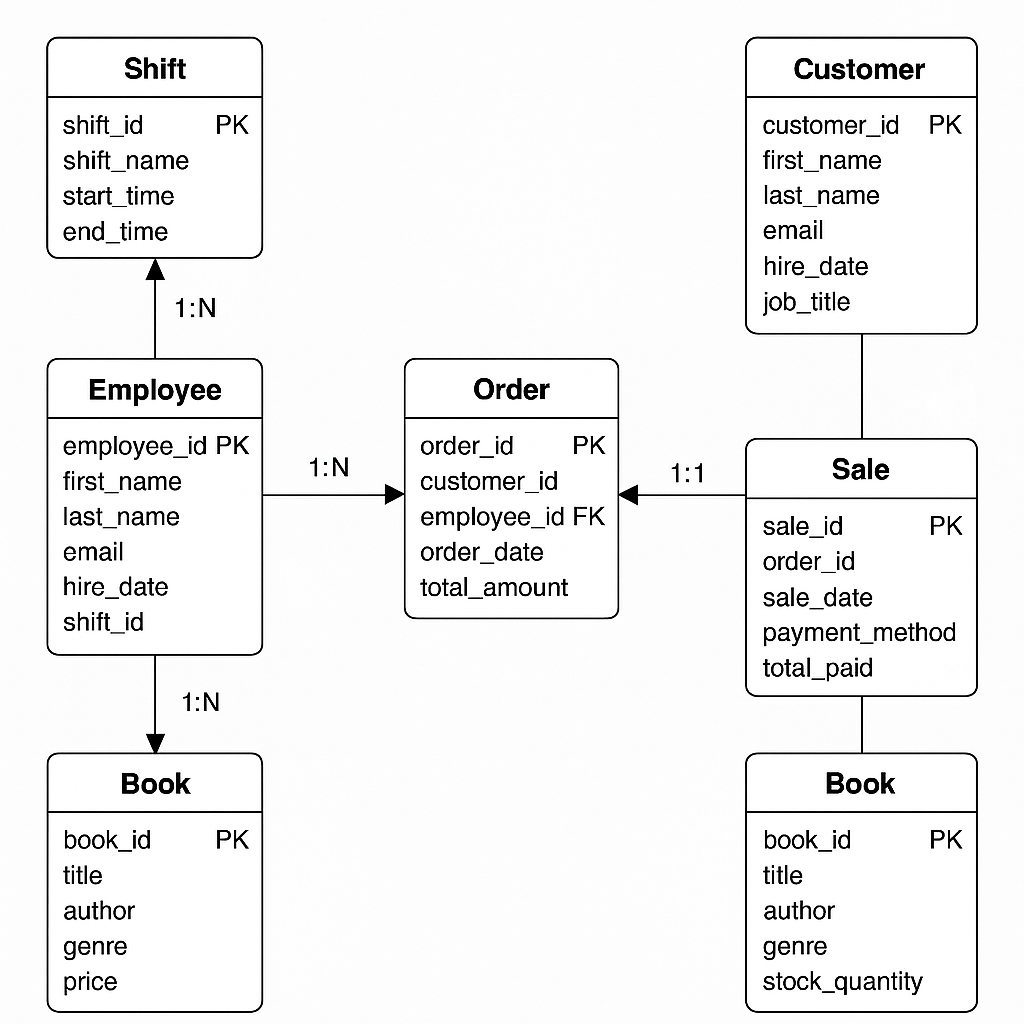 Shift
shift_id PK
shift_name
start_time
end_time
1:N
Customer
customer_id PK
first_name
last_name
email
hire_date
job_title
Employee
employee_id PK
first_name
last_name
email
hire_date
shift_id
1:N
Order
order_id PK
customer_id
employee_id FK
order_date
total_amount
1:1
Sale
sale_id PK
order_id
sale_date
payment_method
total_paid
1:N
Book
book_id PK
title
author
genre
price
Book
book_id PK
title
author
genre
stock_quantity